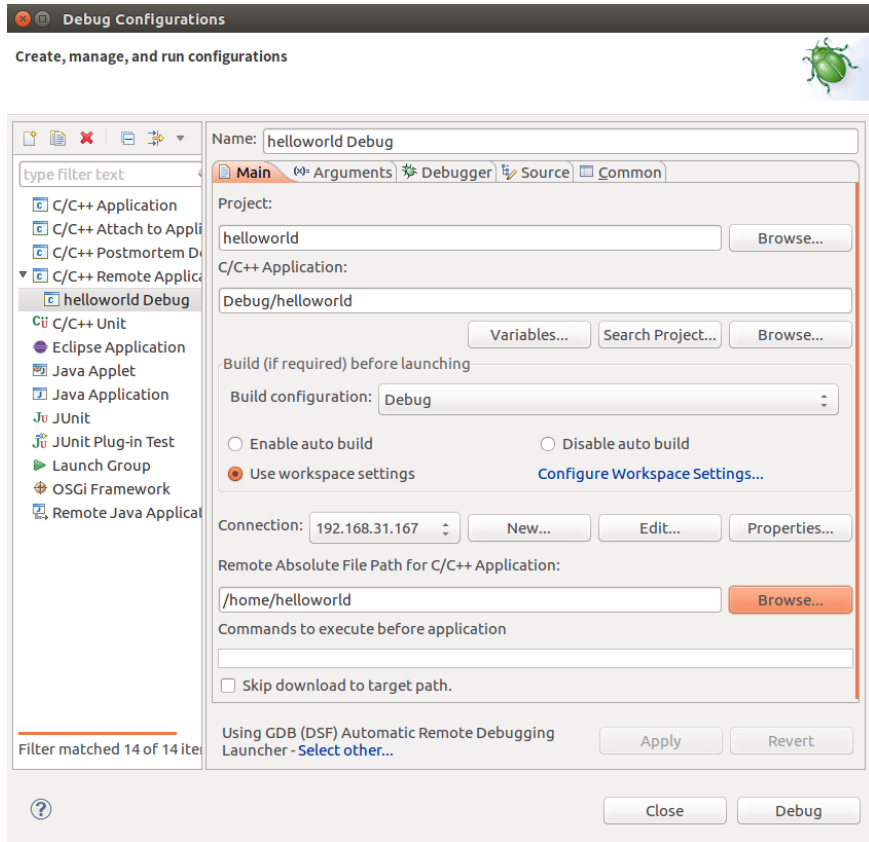 Debug Configurations
Create, manage, and run configurations
type filter text
C/C++ Application
C/C++ Attach to Appli
C/C++ Postmortem D
C/C++ Remote Applic
helloworld Debug
C/C++ Unit
Eclipse Application
Java Applet
Java Application
JUnit
JUnit Plug-in Test
Launch Group
OSGi Framework
Remote Java Applicat
Filter matched 14 of 14 ite
Name: helloworld Debug
Main (x)= Arguments Debugger Source Common
Project:
helloworld Browse...
C/C++ Application:
Debug/helloworld
Variables... Search Project... Browse...
Build (if required) before launching
Build configuration: Debug
Enable auto build Disable auto build
Use workspace settings Configure Workspace Settings...
Connection: 192.168.31.167 New... Edit... Properties...
Remote Absolute File Path for C/C++ Application:
/home/helloworld Browse...
Commands to execute before application
Skip download to target path.
Using GDB (DSF) Automatic Remote Debugging
Launcher - Select other... Apply Revert
? Close Debug